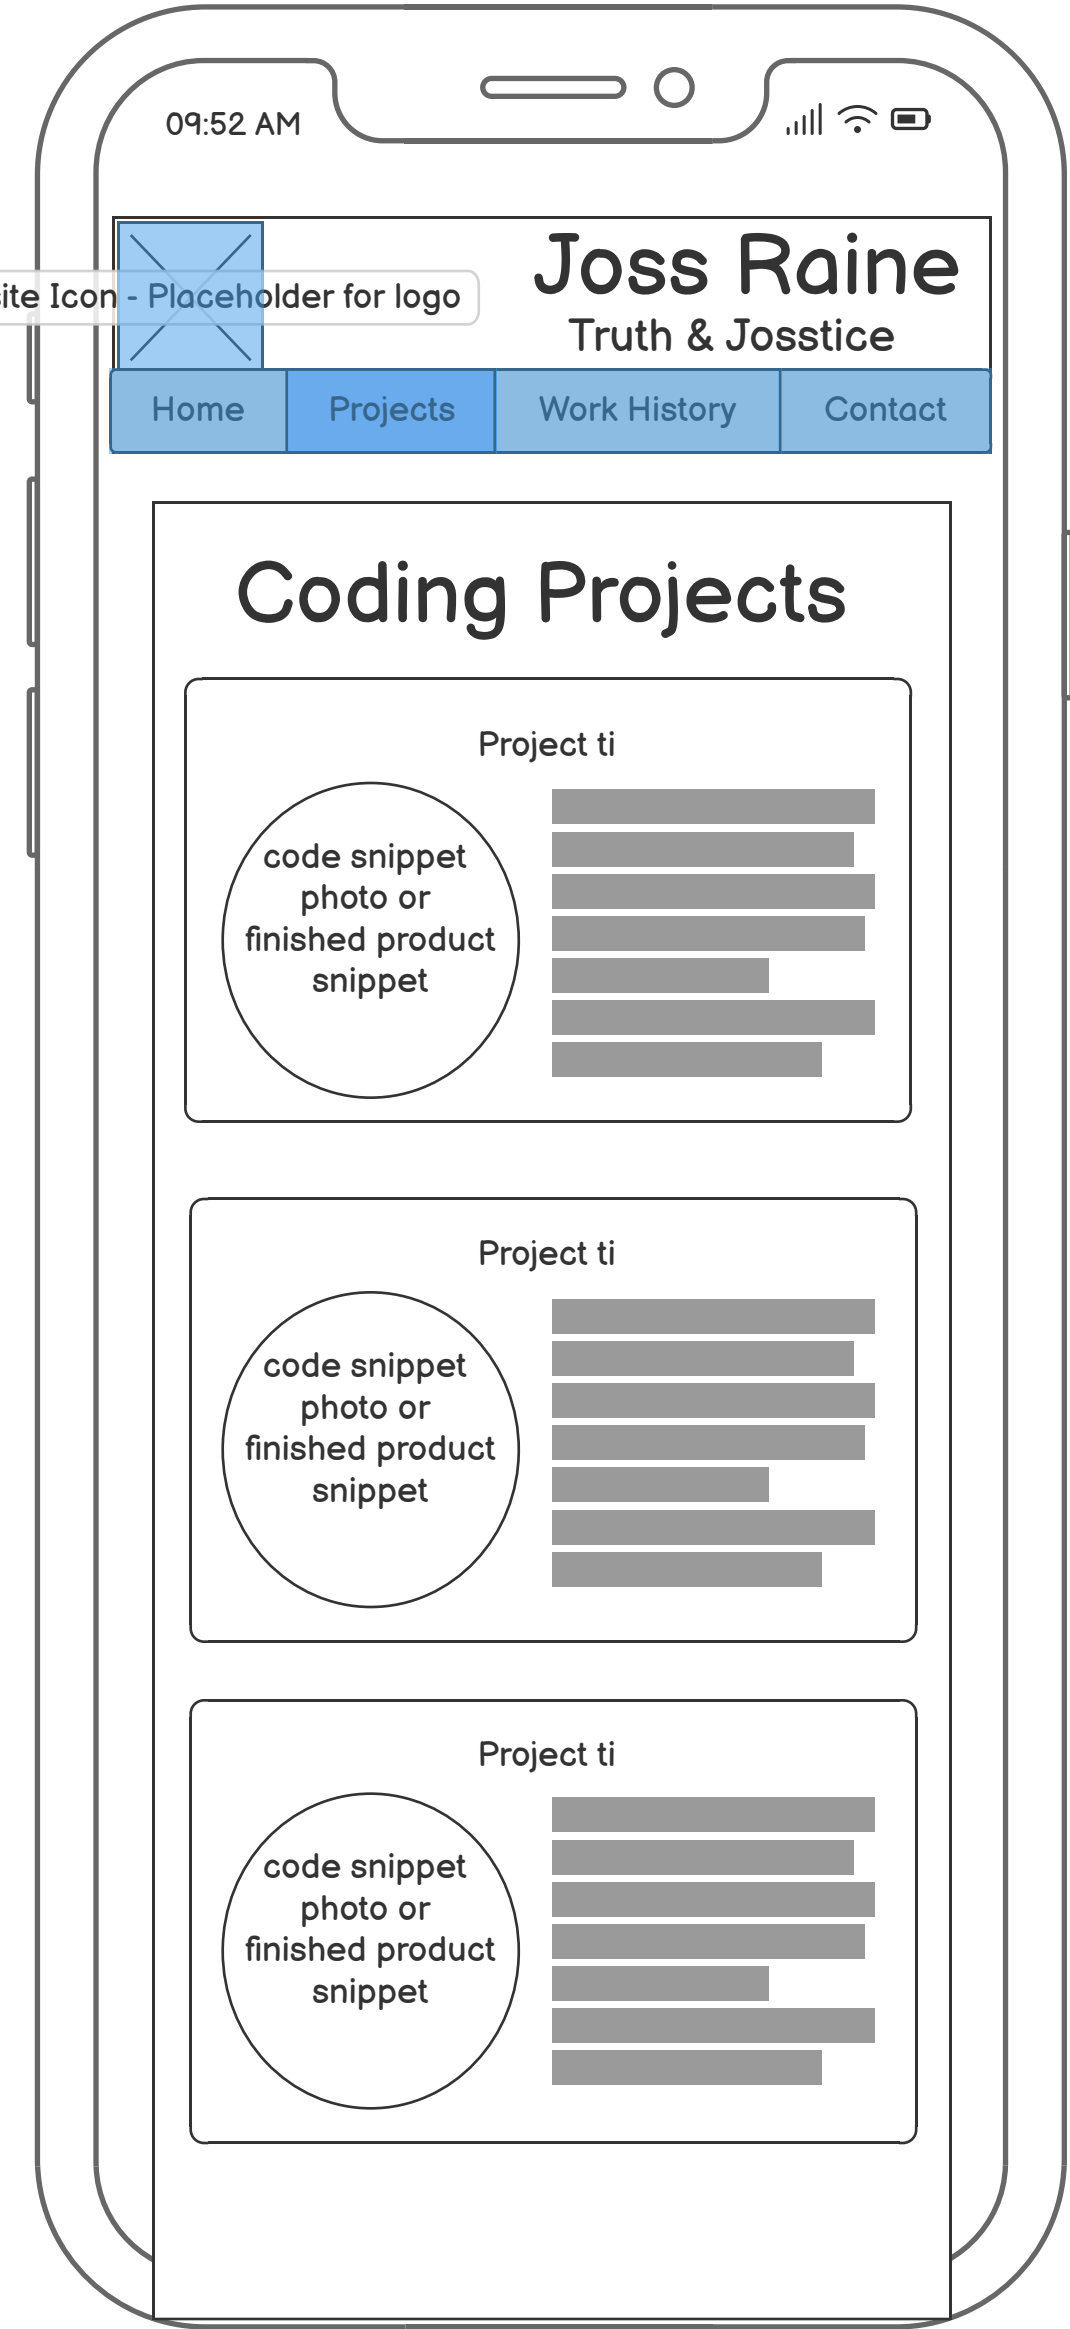 09:52 AM
Joss Raine
site Icon - Placeholder for logo
Truth & Josstice
Home Projects Work History Contact
Coding Projects
Project ti
code snippet
photo or
finished product
snippet
Project ti
code snippet
photo or
finished product
snippet
Project ti
code snippet
photo or
finished product
snippet